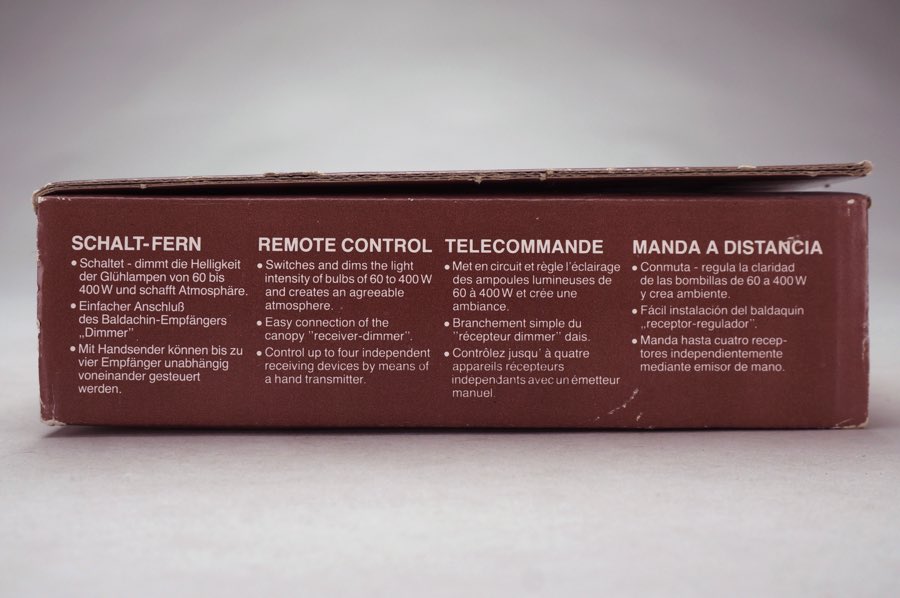 SCHALT-FERN
• Schaltet - dimmt die Helligkeit
der Glühlampen von 60 bis
400 W und schafft Atmosphäre.
• Einfacher Anschluß
des Baldachin-Empfängers
„Dimmer”
• Mit Handsender können bis zu
vier Empfänger unabhängig
voneinander gesteuert
werden.
REMOTE CONTROL
• Switches and dims the light
intensity of bulbs of 60 to 400 W
and creates an agreeable
atmosphere.
• Easy connection of the
canopy ”receiver-dimmer”.
• Control up to four independent
receiving devices by means of
a hand transmitter.
TELECOMMANDE
• Met en circuit et règle l'éclairage
des ampoules lumineuses de
60 à 400 W et crée une
ambiance.
• Branchement simple du
”récepteur dimmer” dais.
• Contrôlez jusqu' à quatre
appareils récepteurs
independants avec un émetteur
manuel.
MANDA A DISTANCIA
• Conmuta - regula la claridad
de las bombillas de 60 a 400 W
y crea ambiente.
• Fácil instalación del baldaquin
„receptor-regulador”.
• Manda hasta cuatro recep-
tores independientemente
mediante emisor de mano.